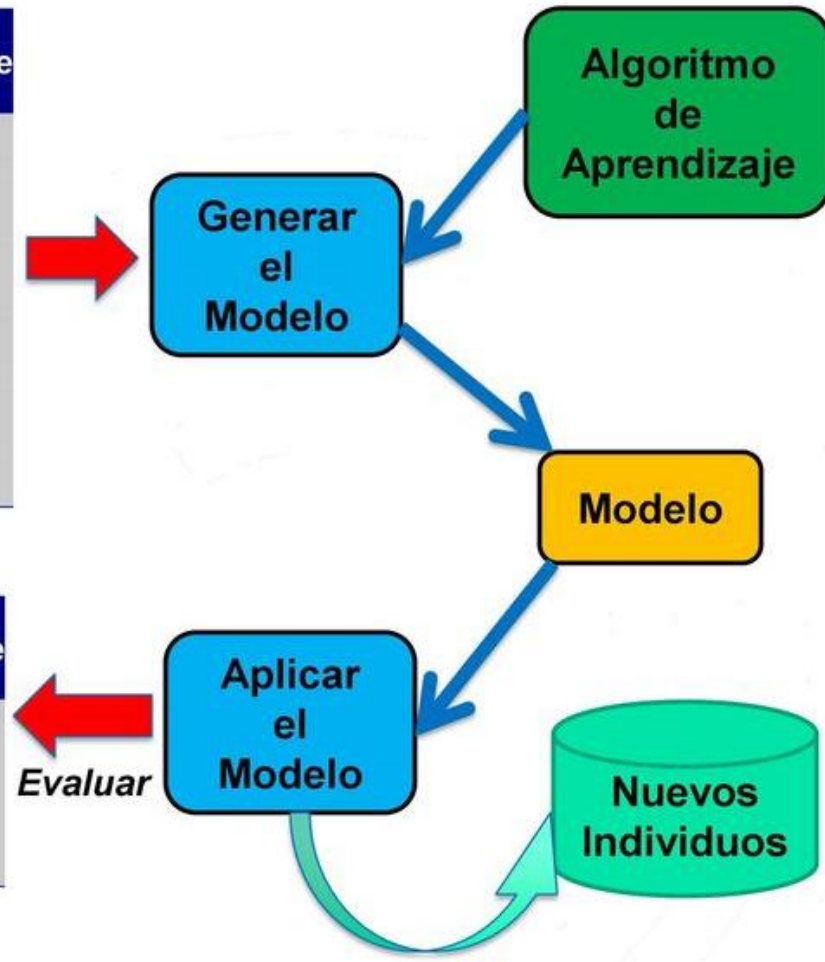 Algoritmo
de
Aprendizaje
Generar
el
Modelo
Modelo
Aplicar
el
Modelo
Evaluar
Nuevos
Individuos